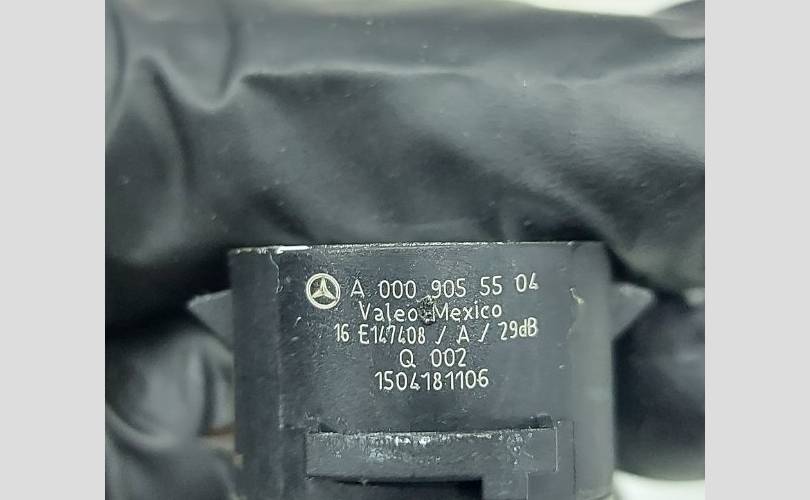 A 000 905 55 04
Valeo Mexico
16 E147408 / A / 29dB
Q 002
1504181106